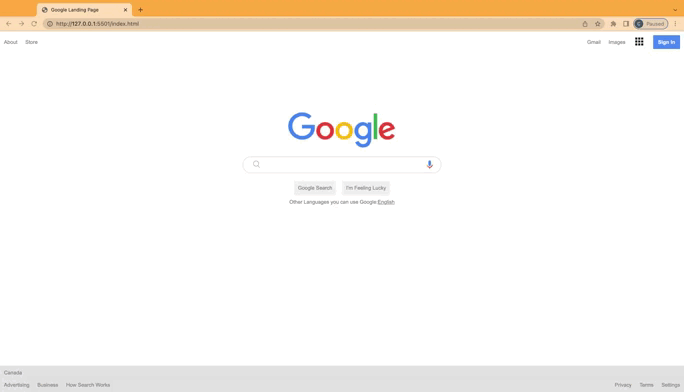 Google Landing Page
http://127.0.0.1:5501/index.html
C Paused
About Store
Gmail Images Sign In
Google
Google Search I'm Feeling Lucky
Other Languages you can use Google English
Canada
Advertising Business How Search Works
Privacy Terms Settings